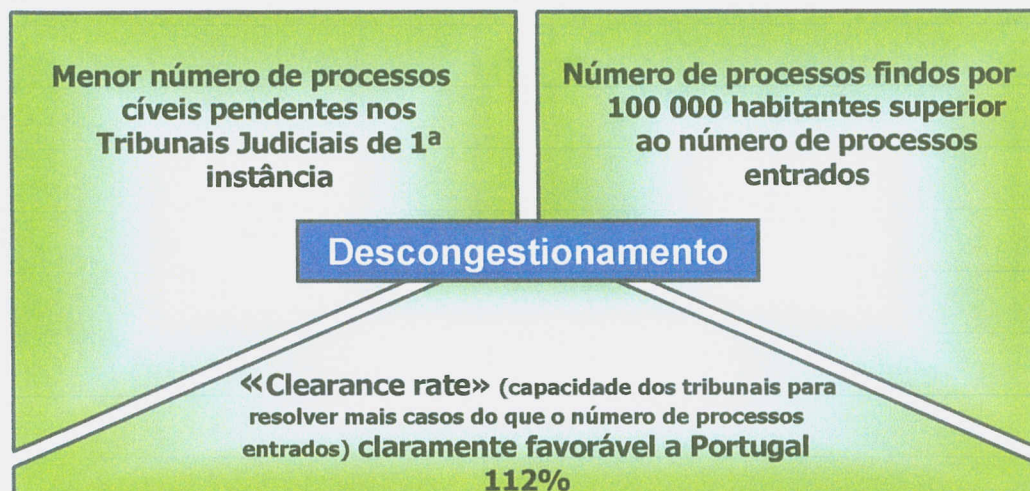 Menor número de processos
cíveis pendentes nos
Tribunais Judiciais de 1ª
instância
Número de processos findos por
100 000 habitantes superior
ao número de processos
entrados
Descongestionamento
«Clearance rate» (capacidade dos tribunais para
resolver mais casos do que o número de processos
entrados) claramente favorável a Portugal
112%